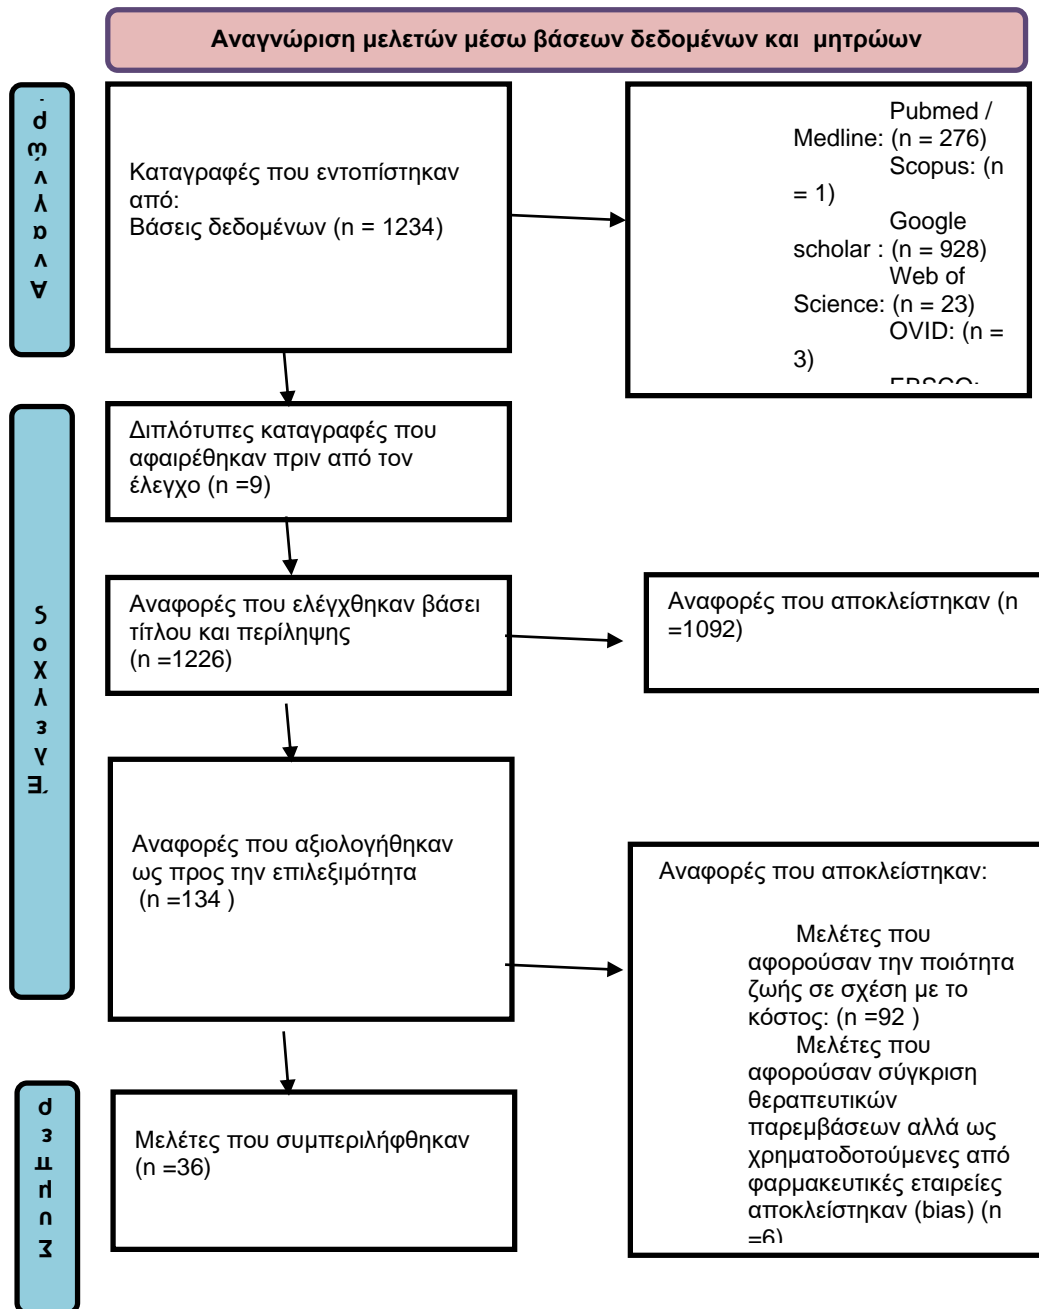 Αναγνώριση μελετών μέσω βάσεων δεδομένων και μητρώων
Αναγνώρ
Καταγραφές που εντοπίστηκαν
από:
Βάσεις δεδομένων (n = 1234)
Pubmed /
Medline: (n = 276)
Scopus: (n
= 1)
Google
scholar : (n = 928)
Web of
Science: (n = 23)
OVID: (n =
3)
Έλεγχος
Διπλότυπες καταγραφές που
αφαιρέθηκαν πριν από τον
έλεγχο (n =9)
Αναφορές που ελέγχθηκαν βάσει
τίτλου και περίληψης
(n =1226)
Αναφορές που αποκλείστηκαν (n
=1092)
Αναφορές που αξιολογήθηκαν
ως προς την επιλεξιμότητα
(n =134 )
Αναφορές που αποκλείστηκαν:
Μελέτες που
αφορούσαν την ποιότητα
ζωής σε σχέση με το
κόστος: (n =92 )
Μελέτες που
αφορούσαν σύγκριση
θεραπευτικών
παρεμβάσεων αλλά ως
χρηματοδοτούμενες από
φαρμακευτικές εταιρείες
αποκλείστηκαν (bias) (n
=6)
Συμπερ
Μελέτες που συμπεριλήφθηκαν
(n =36)